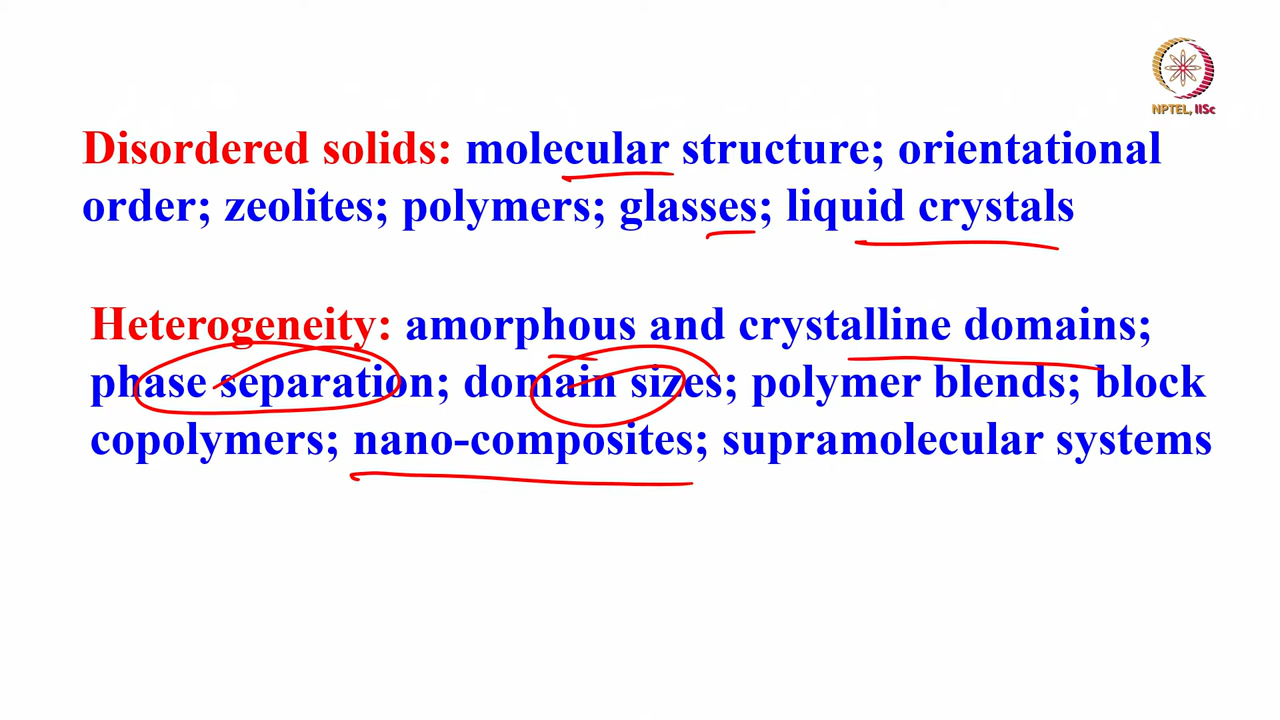 NPTEL, IISc
Disordered solids: molecular structure; orientational
order; zeolites; polymers; glasses; liquid crystals
Heterogeneity: amorphous and crystalline domains;
phase separation; domain sizes; polymer blends; block
copolymers; nano-composites; supramolecular systems